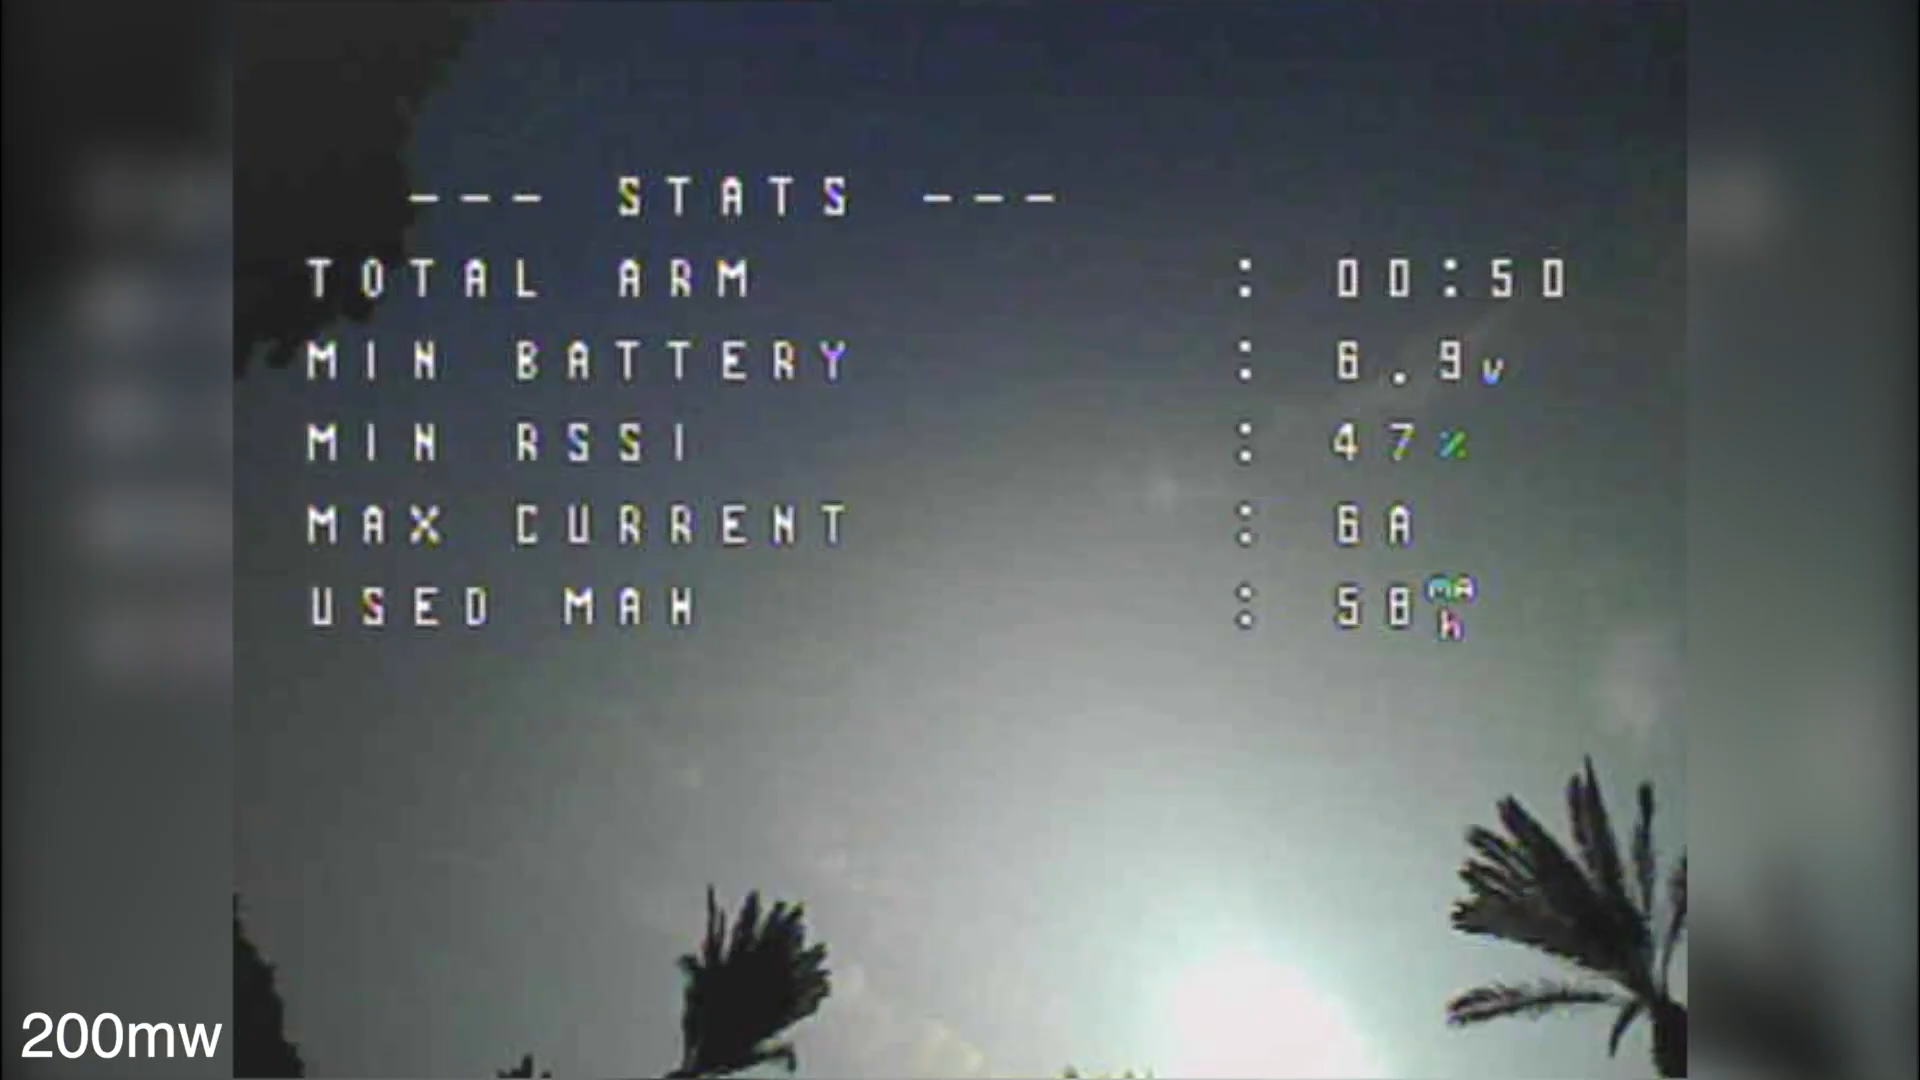 --- STATS ---
TOTAL ARM : 00:50
MIN BATTERY : 6.9v
MIN RSSI : 47%
MAX CURRENT : 6A
USED MAH : 58mAh
200mw